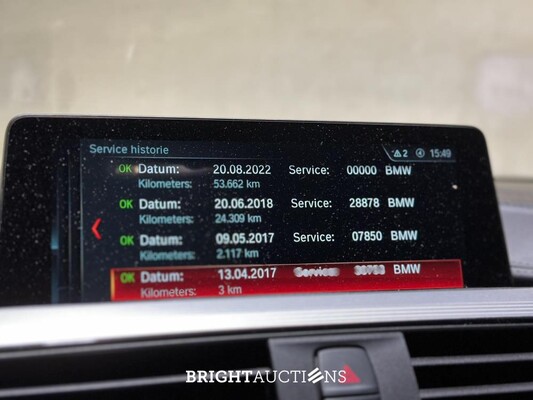 Service historie
2 15:49
OK Datum: 20.08.2022 Service: 00000 BMW
Kilometers: 53.662 km
OK Datum: 20.06.2018 Service: 28878 BMW
Kilometers: 24.309 km
OK Datum: 09.05.2017 Service: 07850 BMW
Kilometers: 2.117 km
OK Datum: 13.04.2017 Service BMW
Kilometers: 3 km
BRIGHTAUCTIONS